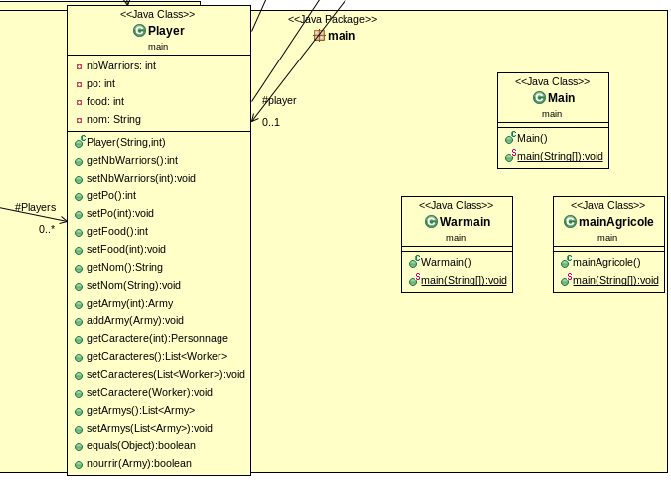 <<Java Class>>
Player
main
nbWarriors: int
po: int
food: int
nom: String
Player(String,int)
getNbWarriors():int
setNbWarriors(int):void
getPo():int
setPo(int):void
getFood():int
setFood(int):void
getNom():String
setNom(String):void
getArmy(int):Army
addArmy(Army):void
getCaractere(int):Personnage
getCaracteres():List<Worker>
setCaracteres(List<Worker>):void
setCaractere(Worker):void
getArmys():List<Army>
setArmys(List<Army>):void
equals(Object):boolean
nourrir(Army):boolean
#Players
0..*
<<Java Package>>
main
#player
0..1
<<Java Class>>
Main
main
Main()
main(String[]):void
<<Java Class>>
Warmain
main
Warmain()
main(String[]):void
<<Java Class>>
mainAgricole
main
mainAgricole()
main(String[]):void